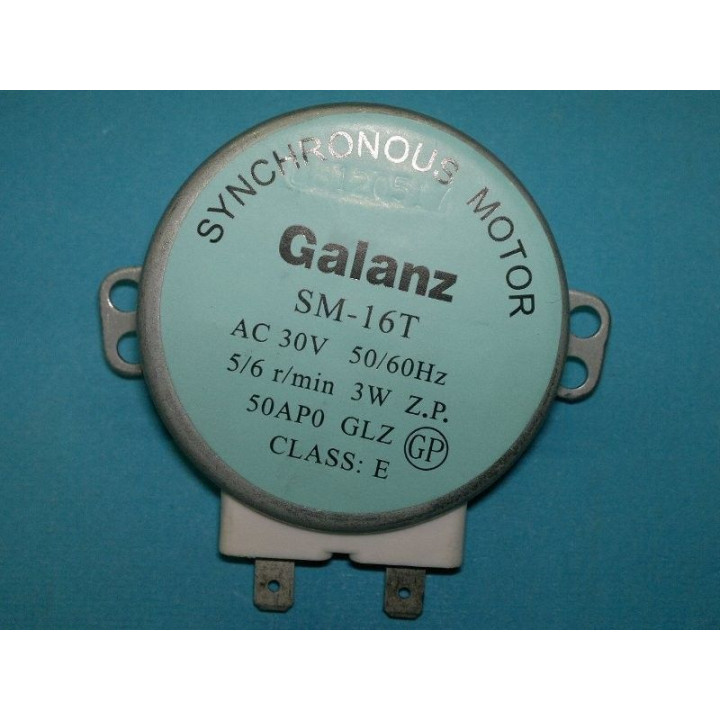 SYNCHRONOUS MOTOR
Galanz
SM-16T
AC 30V 50/60Hz
5/6 r/min 3W Z.P.
50AP0 GLZ GP
CLASS: E